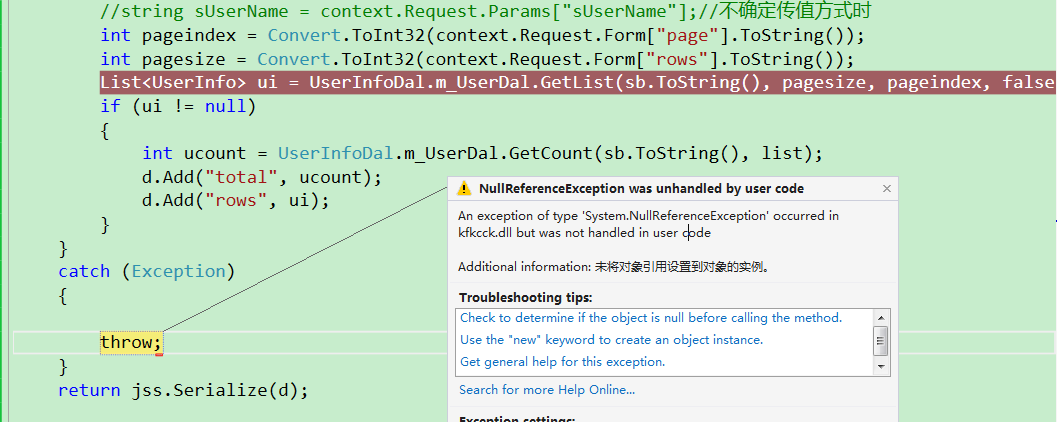 //string sUserName = context.Request.Params["sUserName"];//不确定传值方式时
int pageindex = Convert.ToInt32(context.Request.Form["page"].ToString());
int pagesize = Convert.ToInt32(context.Request.Form["rows"].ToString());
List<UserInfo> ui = UserInfoDal.m_UserDal.GetList(sb.ToString(), pagesize, pageindex, false
if (ui != null)
{
int ucount = UserInfoDal.m_UserDal.GetCount(sb.ToString(), list);
d.Add("total", ucount);
d.Add("rows", ui);
}
}
catch (Exception)
{
throw;
}
return jss.Serialize(d);
NullReferenceException was unhandled by user code
An exception of type 'System.NullReferenceException' occurred in
kfkcck.dll but was not handled in user code
Additional information: 未将对象引用设置到对象的实例。
Troubleshooting tips:
Check to determine if the object is null before calling the method.
Use the "new" keyword to create an object instance.
Get general help for this exception.
Search for more Help Online...
Exception settings: